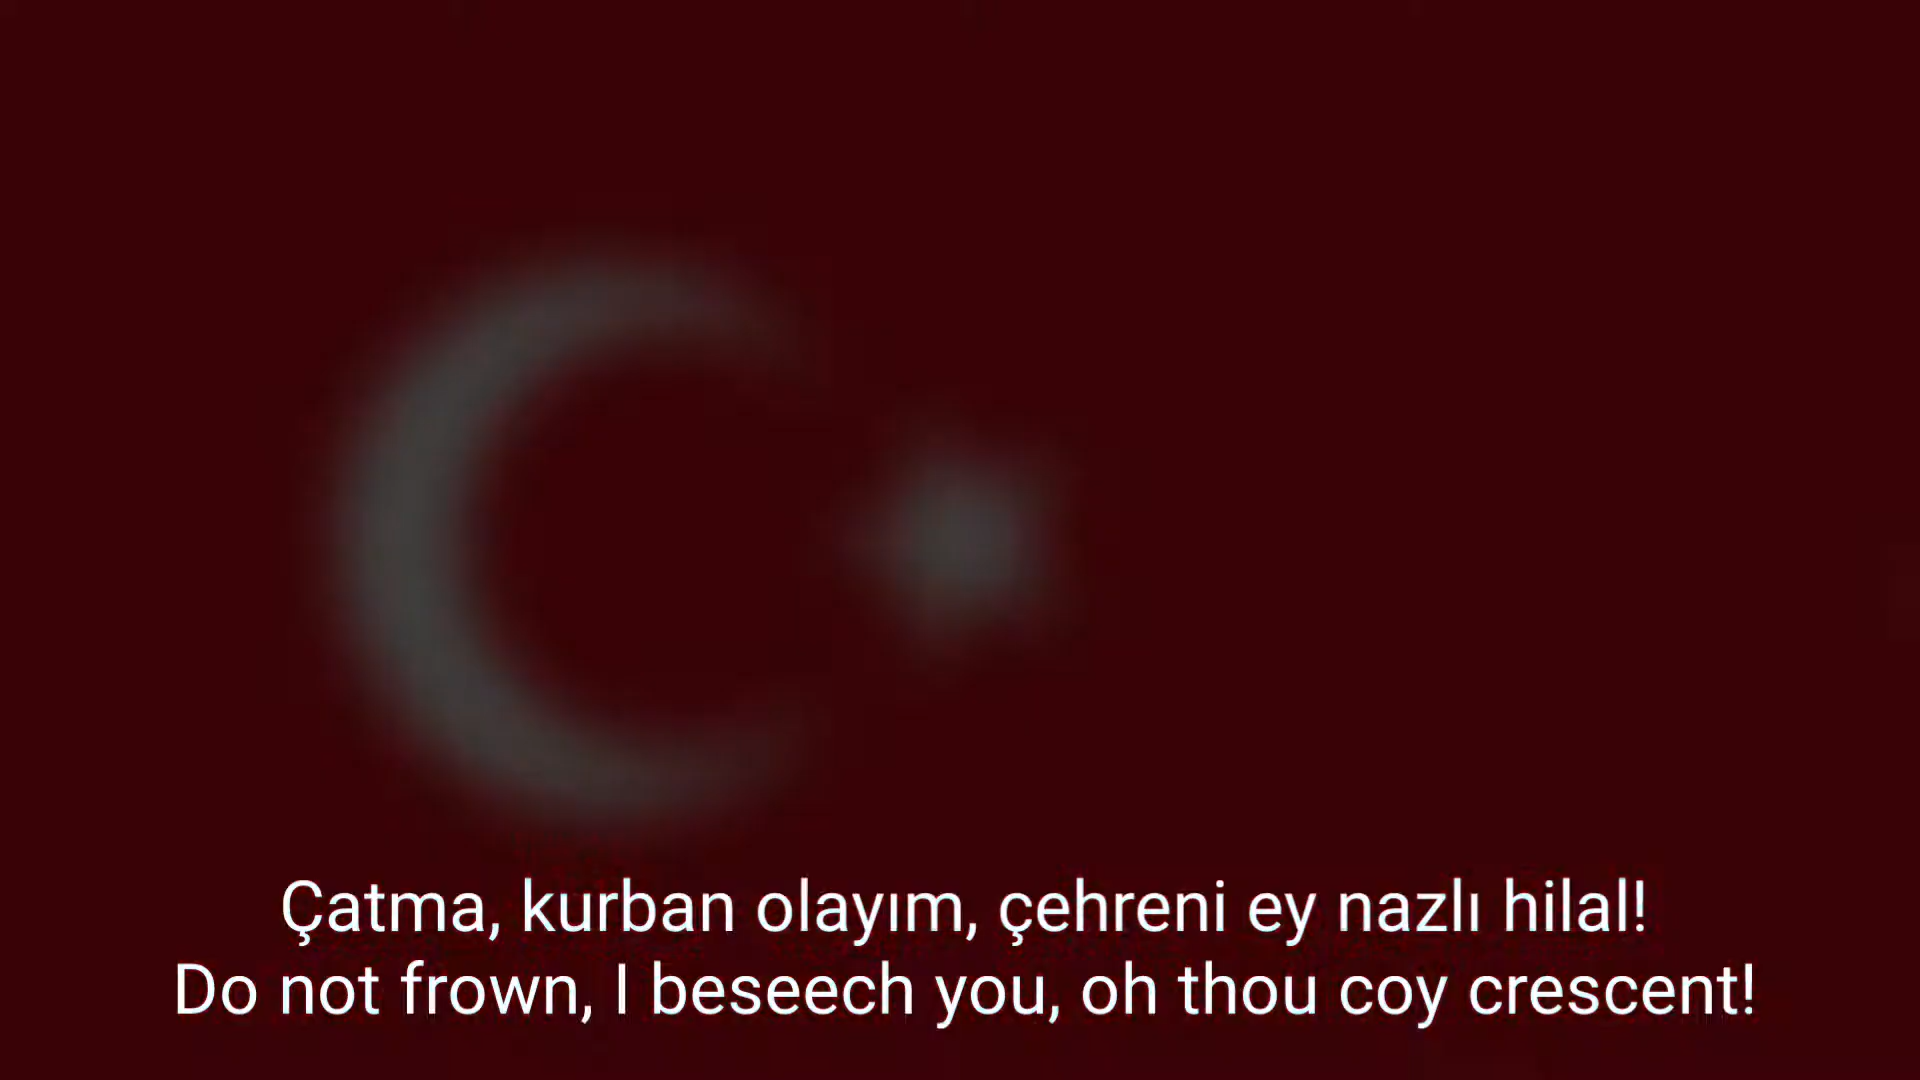 Çatma, kurban olayım, çehreni ey nazlı hilal!
Do not frown, I beseech you, oh thou coy crescent!